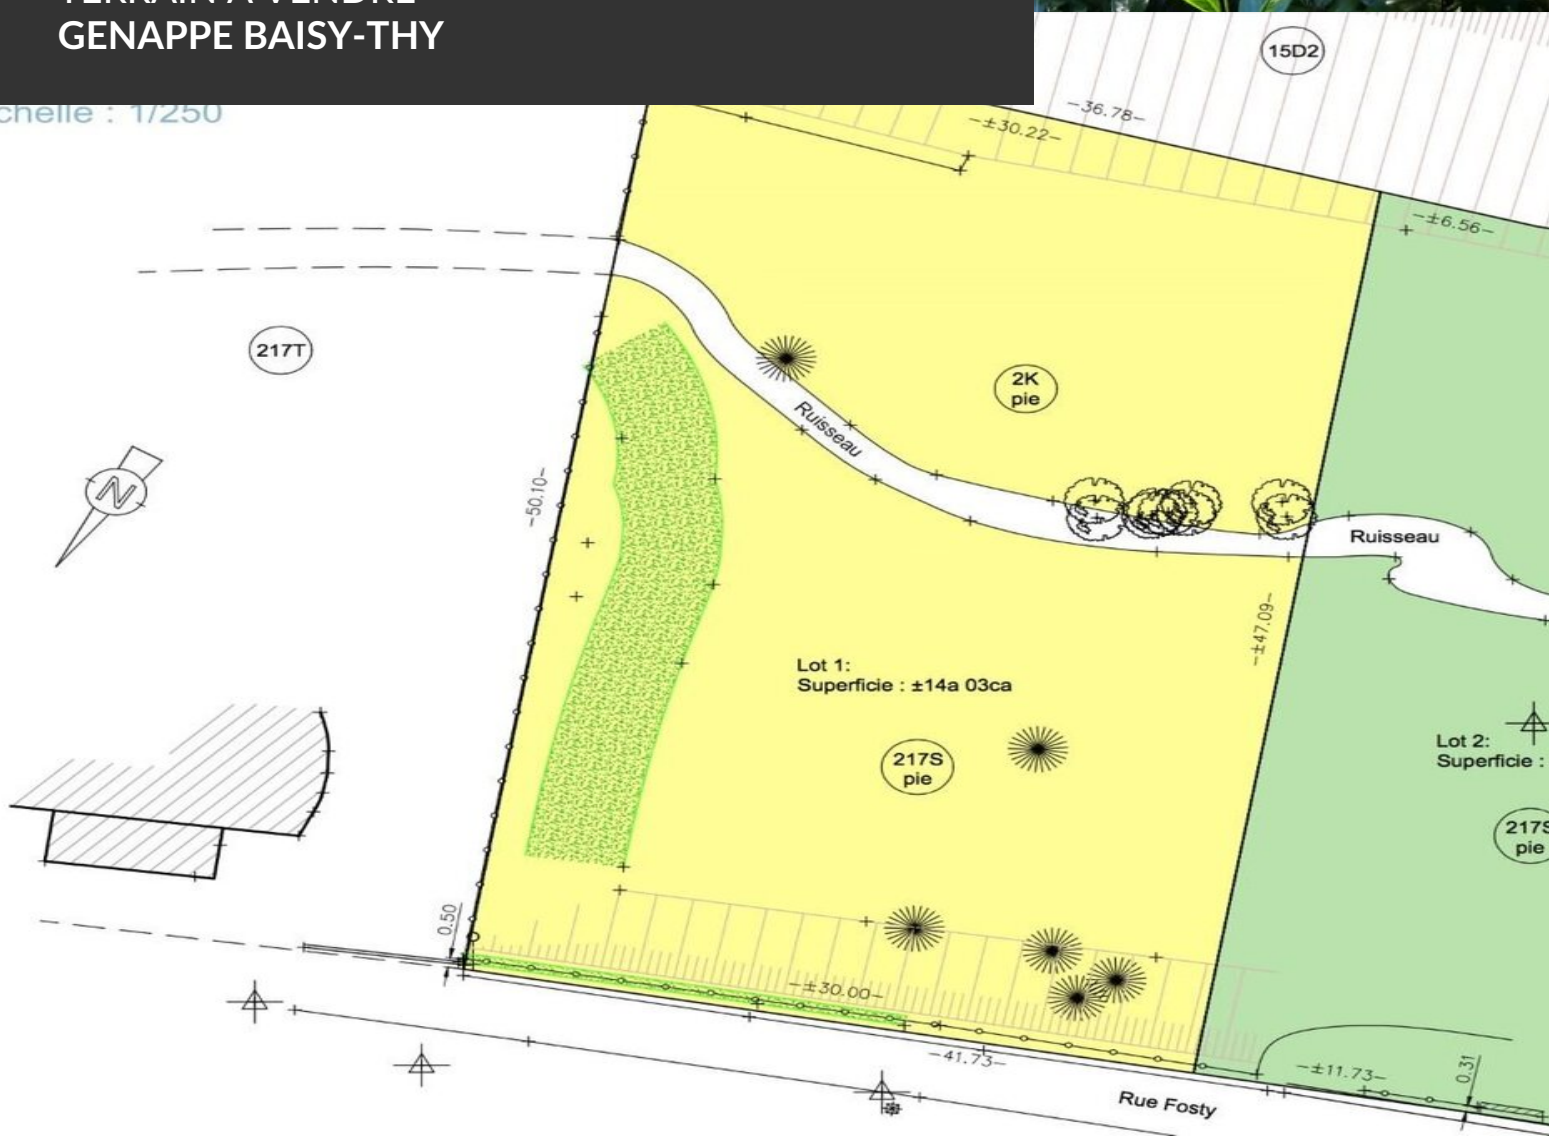 TERRAIN A VENDRE
GENAPPE BAISY-THY
chelle : 1/250
15D2
-36.78-
-±30.22-
-±6.56-
217T
2K
pie
Ruisseau
Ruisseau
N
-50.10-
-±47.09-
Lot 1:
Superficie : ±14a 03ca
217S
pie
Lot 2:
Superficie :
217S
pie
0.50
-±30.00-
-41.73-
-±11.73-
0.31
Rue Fosty